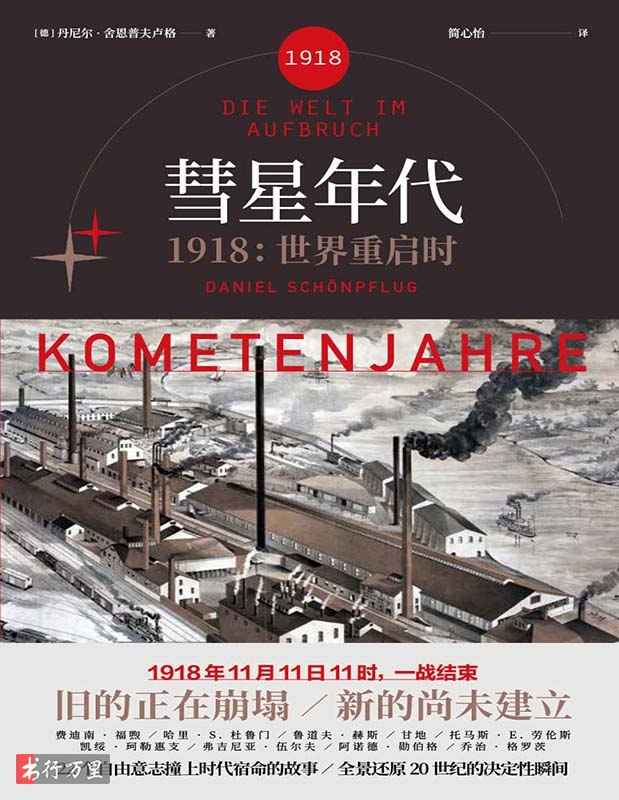 [德] 丹尼尔·舍恩普夫卢格 —— 著
简心怡 —— 译
1918
DIE WELT IM
AUFBRUCH
彗星年代
1918：世界重启时
DANIEL SCHÖNPFLUG
KOMETENJAHRE
1918年11月11日11时，一战结束
旧的正在崩塌 / 新的尚未建立
费迪南·福煦 / 哈里·S. 杜鲁门 / 鲁道夫·赫斯 / 甘地 / 托马斯·E. 劳伦斯
凯绥·珂勒惠支 / 弗吉尼亚·伍尔夫 / 阿诺德·勋伯格 / 乔治·格罗茨
自由意志撞上时代宿命的故事 / 全景还原20世纪的决定性瞬间
书行万里